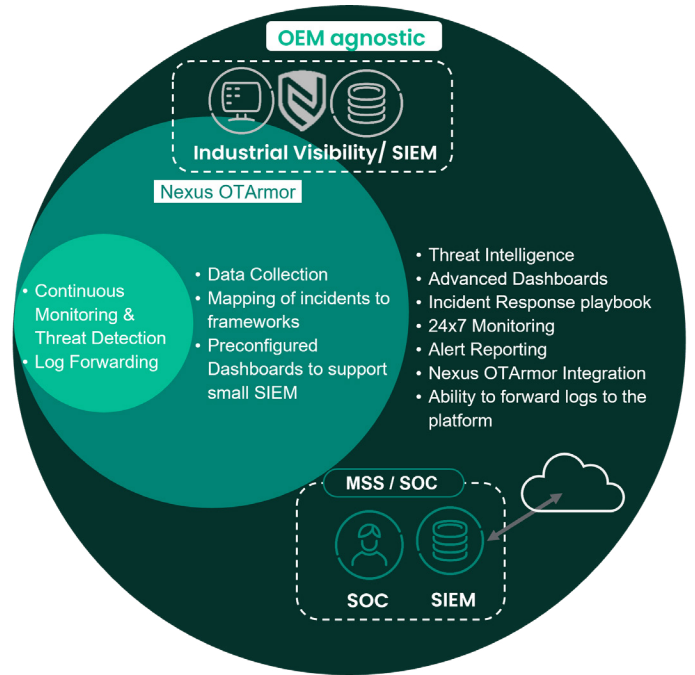 OEM agnostic
Industrial Visibility/ SIEM
Nexus OTArmor
• Continuous
Monitoring &
Threat Detection
• Log Forwarding
• Data Collection
• Mapping of incidents to
frameworks
• Preconfigured
Dashboards to support
small SIEM
• Threat Intelligence
• Advanced Dashboards
• Incident Response playbook
• 24x7 Monitoring
• Alert Reporting
• Nexus OTArmor Integration
• Ability to forward logs to the
platform
MSS / SOC
SOC
SIEM